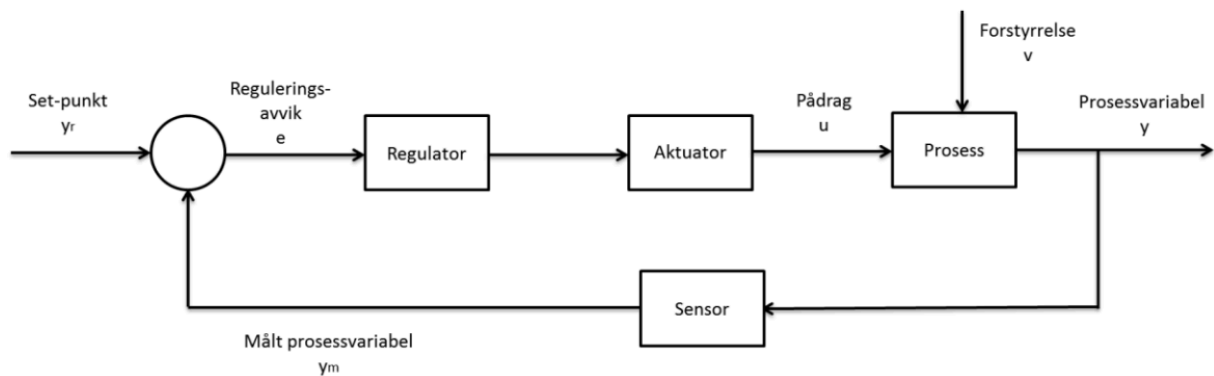 Forstyrrelse
v
Set-punkt
yr
Regulerings-
avvik
e
Pådrag
u
Prosessvariabel
y
Regulator
Aktuator
Prosess
Sensor
Målt prosessvariabel
ym